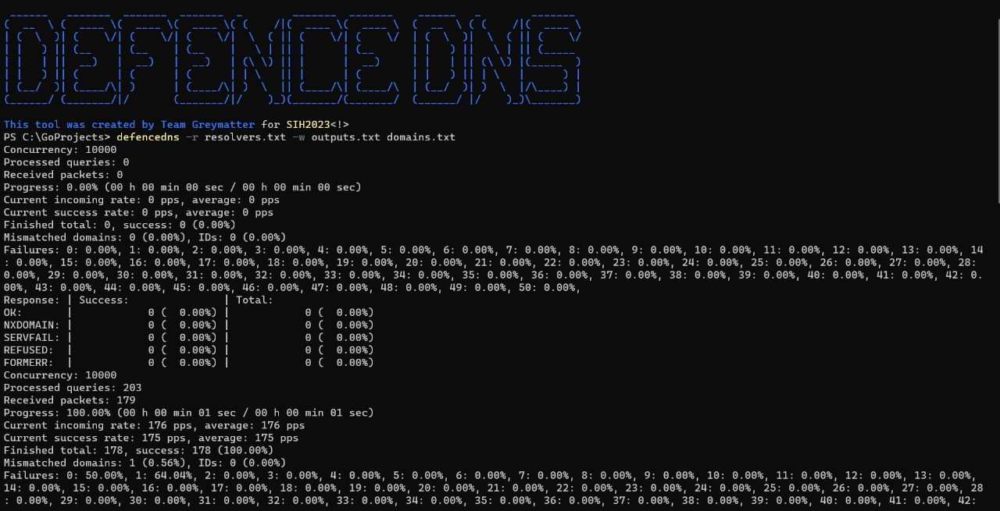 DEFENCE DNS
This tool was created by Team Greymatter for SIH2023<!>
PS C:\GoProjects> defencedns -r resolvers.txt -w outputs.txt domains.txt
Concurrency: 10000
Processed queries: 0
Received packets: 0
Progress: 0.00% (00 h 00 min 00 sec / 00 h 00 min 00 sec)
Current incoming rate: 0 pps, average: 0 pps
Current success rate: 0 pps, average: 0 pps
Finished total: 0, success: 0 (0.00%)
Mismatched domains: 0 (0.00%), IDs: 0 (0.00%)
Failures: 0: 0.00%, 1: 0.00%, 2: 0.00%, 3: 0.00%, 4: 0.00%, 5: 0.00%, 6: 0.00%, 7: 0.00%, 8: 0.00%, 9: 0.00%, 10: 0.00%, 11: 0.00%, 12: 0.00%, 13: 0.00%, 14
: 0.00%, 15: 0.00%, 16: 0.00%, 17: 0.00%, 18: 0.00%, 19: 0.00%, 20: 0.00%, 21: 0.00%, 22: 0.00%, 23: 0.00%, 24: 0.00%, 25: 0.00%, 26: 0.00%, 27: 0.00%, 28:
0.00%, 29: 0.00%, 30: 0.00%, 31: 0.00%, 32: 0.00%, 33: 0.00%, 34: 0.00%, 35: 0.00%, 36: 0.00%, 37: 0.00%, 38: 0.00%, 39: 0.00%, 40: 0.00%, 41: 0.00%, 42: 0.
00%, 43: 0.00%, 44: 0.00%, 45: 0.00%, 46: 0.00%, 47: 0.00%, 48: 0.00%, 49: 0.00%, 50: 0.00%,
Response: | Success:               | Total:
OK:       |            0 (  0.00%) |            0 (  0.00%)
NXDOMAIN: |            0 (  0.00%) |            0 (  0.00%)
SERVFAIL: |            0 (  0.00%) |            0 (  0.00%)
REFUSED:  |            0 (  0.00%) |            0 (  0.00%)
FORMERR:  |            0 (  0.00%) |            0 (  0.00%)
Concurrency: 10000
Processed queries: 203
Received packets: 179
Progress: 100.00% (00 h 00 min 01 sec / 00 h 00 min 01 sec)
Current incoming rate: 176 pps, average: 176 pps
Current success rate: 175 pps, average: 175 pps
Finished total: 178, success: 178 (100.00%)
Mismatched domains: 1 (0.56%), IDs: 0 (0.00%)
Failures: 0: 50.00%, 1: 64.04%, 2: 0.00%, 3: 0.00%, 4: 0.00%, 5: 0.00%, 6: 0.00%, 7: 0.00%, 8: 0.00%, 9: 0.00%, 10: 0.00%, 11: 0.00%, 12: 0.00%, 13: 0.00%,
14: 0.00%, 15: 0.00%, 16: 0.00%, 17: 0.00%, 18: 0.00%, 19: 0.00%, 20: 0.00%, 21: 0.00%, 22: 0.00%, 23: 0.00%, 24: 0.00%, 25: 0.00%, 26: 0.00%, 27: 0.00%, 28
: 0.00%, 29: 0.00%, 30: 0.00%, 31: 0.00%, 32: 0.00%, 33: 0.00%, 34: 0.00%, 35: 0.00%, 36: 0.00%, 37: 0.00%, 38: 0.00%, 39: 0.00%, 40: 0.00%, 41: 0.00%, 42: